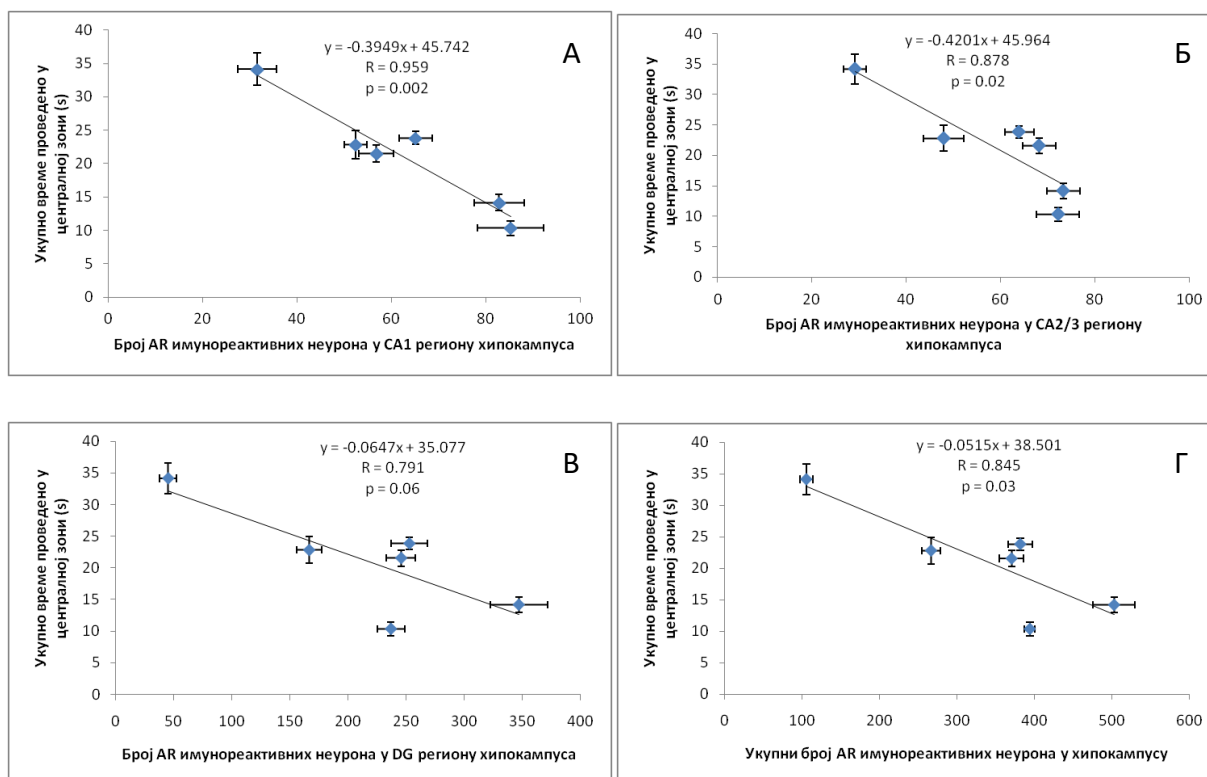 А
y = -0.3949x + 45.742
R = 0.959
p = 0.002
Укупно време проведено у
централној зони (s)
40
35
30
25
20
15
10
5
0
0 20 40 60 80 100
Број AR имунореактивних неурона у CA1 региону хипокампуса
Б
y = -0.4201x + 45.964
R = 0.878
p = 0.02
Укупно време проведено у
централној зони (s)
40
35
30
25
20
15
10
5
0
0 20 40 60 80 100
Број AR имунореактивних неурона у CA2/3 региону
хипокампуса
В
y = -0.0647x + 35.077
R = 0.791
p = 0.06
Укупно време проведено у
централној зони (s)
40
35
30
25
20
15
10
5
0
0 50 100 150 200 250 300 350 400
Број AR имунореактивних неурона у DG региону хипокампуса
Г
y = -0.0515x + 38.501
R = 0.845
p = 0.03
Укупно време проведено у
централној зони (s)
40
35
30
25
20
15
10
5
0
0 100 200 300 400 500 600
Укупни број AR имунореактивних неурона у хипокампусу